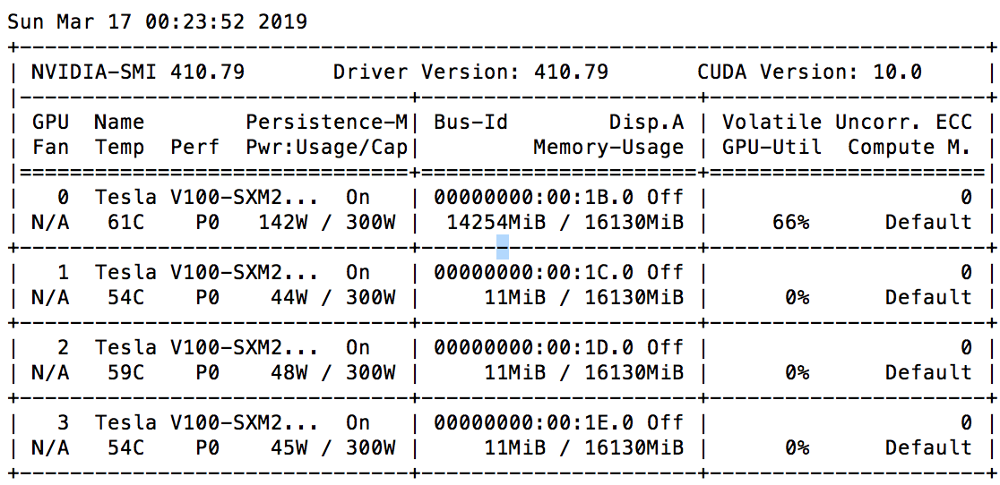 Sun Mar 17 00:23:52 2019
+-----------------------------------------------------------------------------+
| NVIDIA-SMI 410.79       Driver Version: 410.79       CUDA Version: 10.0     |
|-------------------------------+----------------------+----------------------+
| GPU  Name        Persistence-M| Bus-Id        Disp.A | Volatile Uncorr. ECC |
| Fan  Temp  Perf  Pwr:Usage/Cap|         Memory-Usage | GPU-Util  Compute M. |
|===============================+======================+======================|
|   0  Tesla V100-SXM2...  On   | 00000000:00:1B.0 Off |                    0 |
| N/A   61C    P0   142W / 300W |  14254MiB / 16130MiB |     66%      Default |
+-------------------------------+----------------------+----------------------+
|   1  Tesla V100-SXM2...  On   | 00000000:00:1C.0 Off |                    0 |
| N/A   54C    P0    44W / 300W |     11MiB / 16130MiB |      0%      Default |
+-------------------------------+----------------------+----------------------+
|   2  Tesla V100-SXM2...  On   | 00000000:00:1D.0 Off |                    0 |
| N/A   59C    P0    48W / 300W |     11MiB / 16130MiB |      0%      Default |
+-------------------------------+----------------------+----------------------+
|   3  Tesla V100-SXM2...  On   | 00000000:00:1E.0 Off |                    0 |
| N/A   54C    P0    45W / 300W |     11MiB / 16130MiB |      0%      Default |
+-------------------------------+----------------------+----------------------+